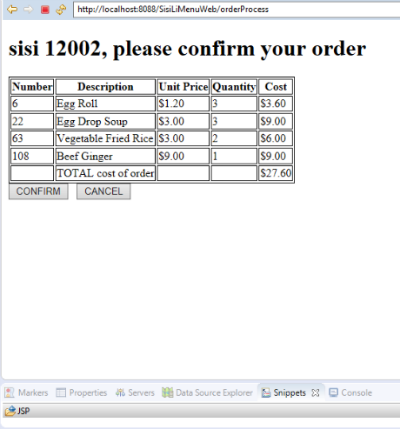 http://localhost:8088/SisiLiMenuWeb/orderProcess
sisi 12002, please confirm your order
Number Description Unit Price Quantity Cost
6 Egg Roll $1.20 3 $3.60
22 Egg Drop Soup $3.00 3 $9.00
63 Vegetable Fried Rice $3.00 2 $6.00
108 Beef Ginger $9.00 1 $9.00
TOTAL cost of order $27.60
CONFIRM CANCEL
Markers Properties Servers Data Source Explorer Snippets Console
JSP